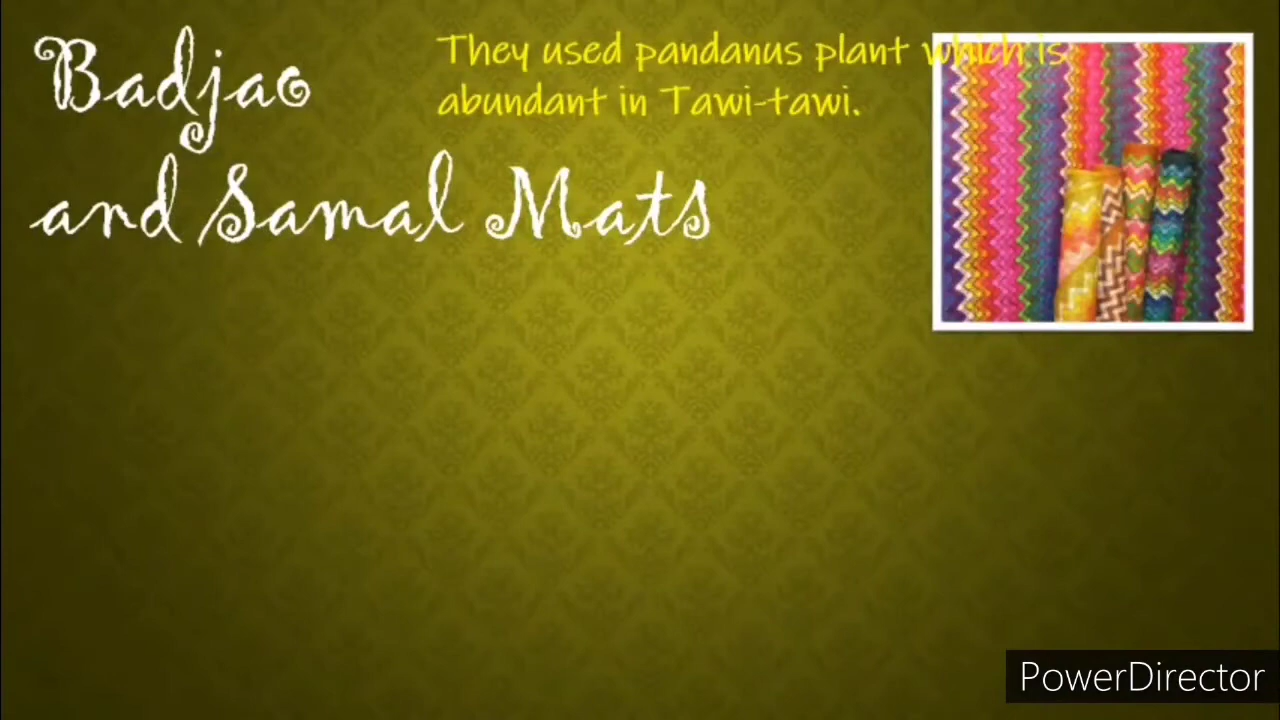 Badjao
and Samal Mats
They used pandanus plant which is
abundant in Tawi-tawi.
PowerDirector